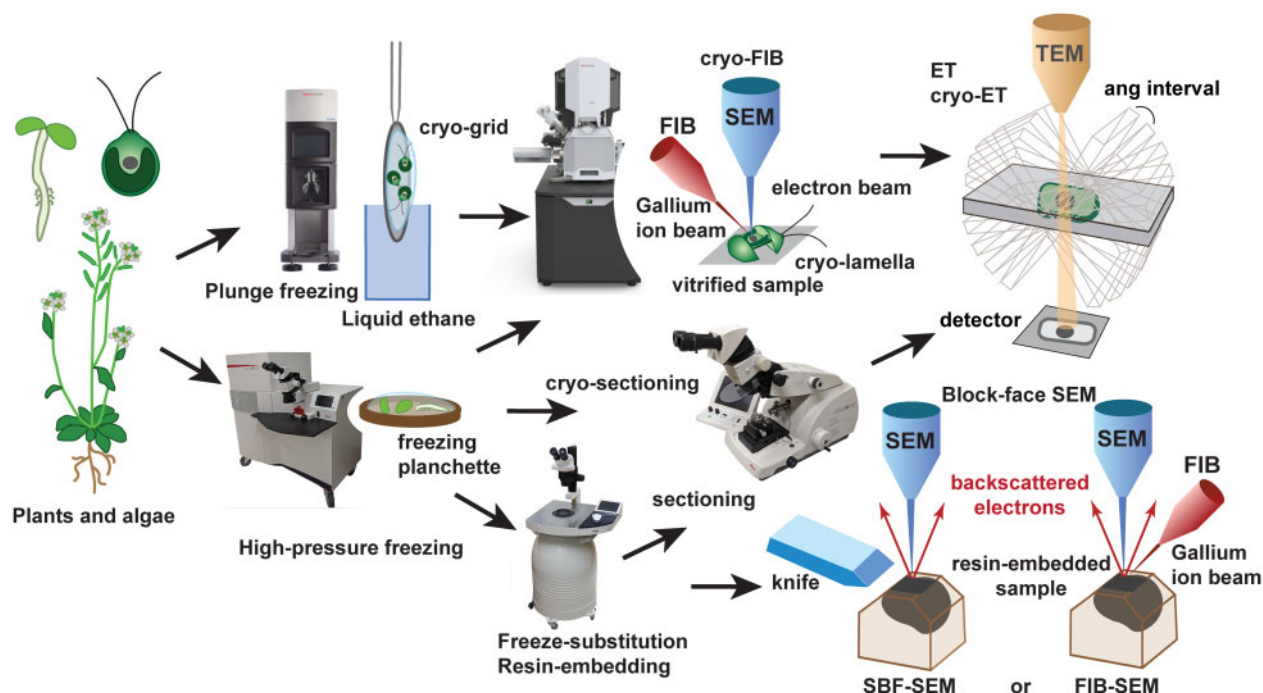 Plants and algae
Plunge freezing
cryo-grid
Liquid ethane
High-pressure freezing
freezing
planchette
cryo-FIB
FIB
SEM
Gallium
ion beam
electron beam
cryo-lamella
vitrified sample
ET
cryo-ET
TEM
ang interval
detector
cryo-sectioning
sectioning
Freeze-substitution
Resin-embedding
Block-face SEM
knife
SEM
backscattered
electrons
SEM
FIB
Gallium
ion beam
resin-embedded
sample
SBF-SEM
or
FIB-SEM